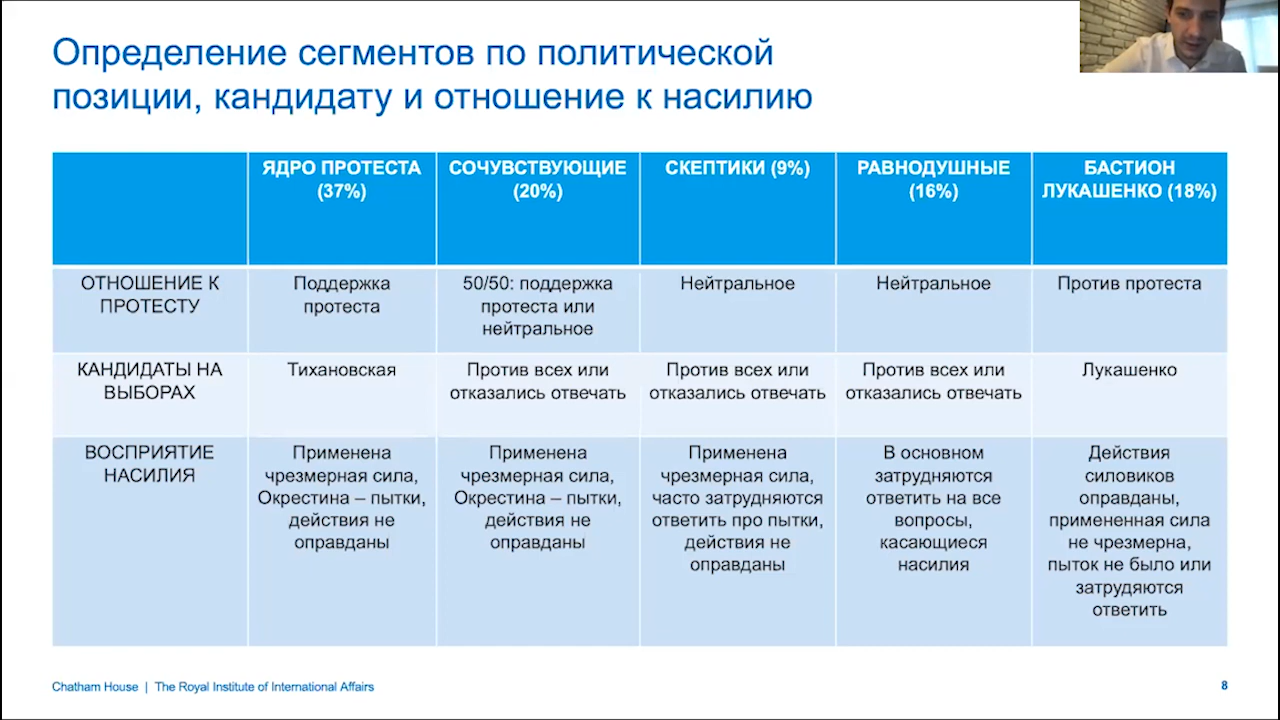 Определение сегментов по политической
позиции, кандидату и отношение к насилию
ЯДРО ПРОТЕСТА
(37%)
СОЧУВСТВУЮЩИЕ
(20%)
СКЕПТИКИ (9%)
РАВНОДУШНЫЕ
(16%)
БАСТИОН
ЛУКАШЕНКО (18%)
ОТНОШЕНИЕ К
ПРОТЕСТУ
Поддержка
протеста
50/50: поддержка
протеста или
нейтральное
Нейтральное
Нейтральное
Против протеста
КАНДИДАТЫ НА
ВЫБОРАХ
Тихановская
Против всех или
отказались отвечать
Против всех или
отказались отвечать
Против всех или
отказались отвечать
Лукашенко
ВОСПРИЯТИЕ
НАСИЛИЯ
Применена
чрезмерная сила,
Окрестина – пытки,
действия не
оправданы
Применена
чрезмерная сила,
Окрестина – пытки,
действия не
оправданы
Применена
чрезмерная сила,
часто затрудняются
ответить про пытки,
действия не
оправданы
В основном
затрудняются
ответить на все
вопросы,
касающиеся
насилия
Действия
силовиков
оправданы,
примененная сила
не чрезмерна,
пыток не было или
затрудяются
ответить
Chatham House | The Royal Institute of International Affairs
8